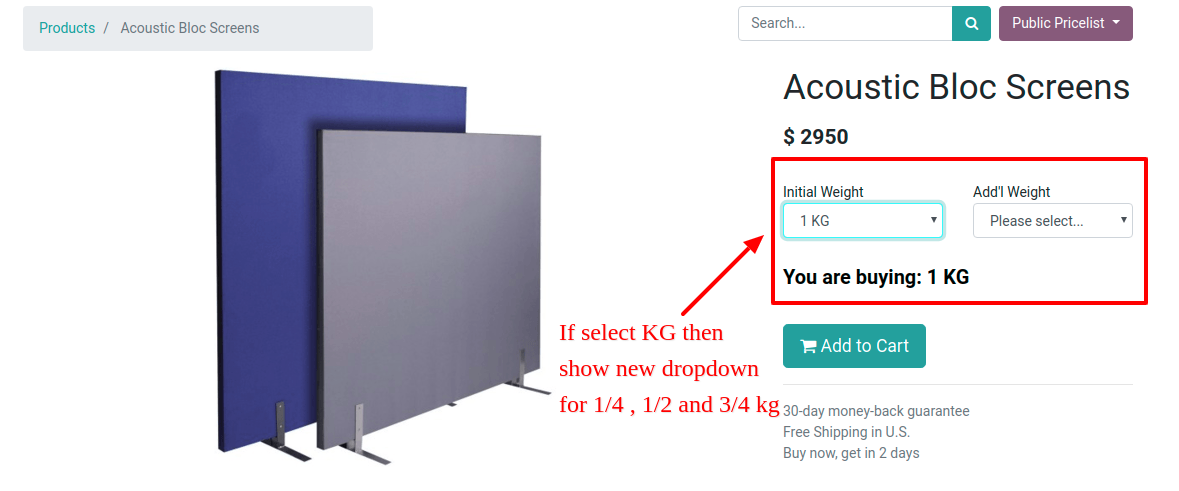 Products / Acoustic Bloc Screens
Search...
Public Pricelist
Acoustic Bloc Screens
$ 2950
Initial Weight
Add'l Weight
1 KG
Please select...
You are buying: 1 KG
If select KG then
show new dropdown
for 1/4 , 1/2 and 3/4 kg
Add to Cart
30-day money-back guarantee
Free Shipping in U.S.
Buy now, get in 2 days